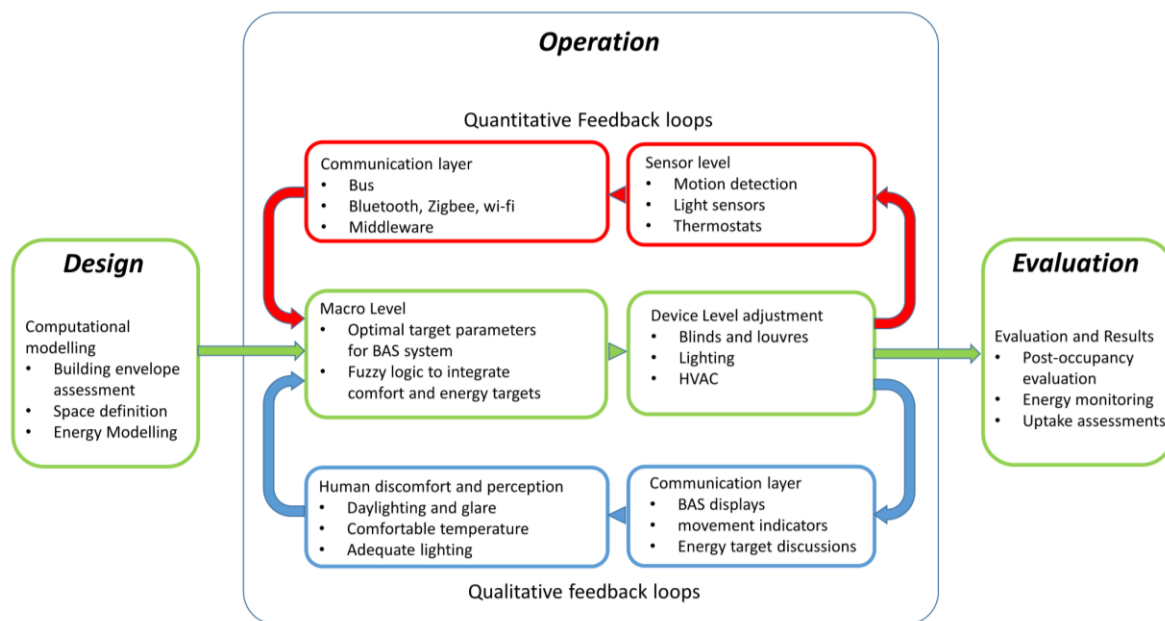 Operation
Quantitative Feedback loops
Communication layer
• Bus
• Bluetooth, Zigbee, wi-fi
• Middleware
Sensor level
• Motion detection
• Light sensors
• Thermostats
Design
Computational
modelling
• Building envelope
assessment
• Space definition
• Energy Modelling
Macro Level
• Optimal target parameters
for BAS system
• Fuzzy logic to integrate
comfort and energy targets
Device Level adjustment
• Blinds and louvres
• Lighting
• HVAC
Evaluation
Evaluation and Results
• Post-occupancy
evaluation
• Energy monitoring
• Uptake assessments
Human discomfort and perception
• Daylighting and glare
• Comfortable temperature
• Adequate lighting
Communication layer
• BAS displays
• movement indicators
• Energy target discussions
Qualitative feedback loops